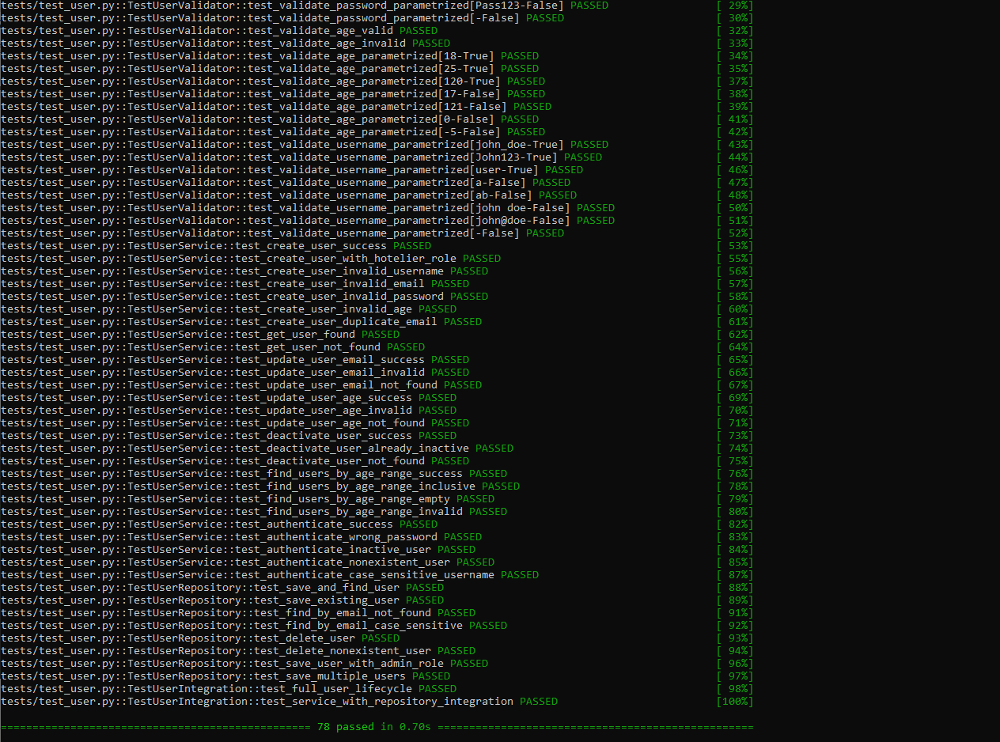 tests/test_user.py::TestUserValidator::test_validate_password_parametrized[Pass123-False] PASSED [ 29%]
tests/test_user.py::TestUserValidator::test_validate_password_parametrized[-False] PASSED [ 30%]
tests/test_user.py::TestUserValidator::test_validate_age_valid PASSED [ 32%]
tests/test_user.py::TestUserValidator::test_validate_age_invalid PASSED [ 33%]
tests/test_user.py::TestUserValidator::test_validate_age_parametrized[18-True] PASSED [ 34%]
tests/test_user.py::TestUserValidator::test_validate_age_parametrized[25-True] PASSED [ 35%]
tests/test_user.py::TestUserValidator::test_validate_age_parametrized[120-True] PASSED [ 37%]
tests/test_user.py::TestUserValidator::test_validate_age_parametrized[17-False] PASSED [ 38%]
tests/test_user.py::TestUserValidator::test_validate_age_parametrized[121-False] PASSED [ 39%]
tests/test_user.py::TestUserValidator::test_validate_age_parametrized[0-False] PASSED [ 41%]
tests/test_user.py::TestUserValidator::test_validate_age_parametrized[-5-False] PASSED [ 42%]
tests/test_user.py::TestUserValidator::test_validate_username_parametrized[john_doe-True] PASSED [ 43%]
tests/test_user.py::TestUserValidator::test_validate_username_parametrized[John123-True] PASSED [ 44%]
tests/test_user.py::TestUserValidator::test_validate_username_parametrized[user-True] PASSED [ 46%]
tests/test_user.py::TestUserValidator::test_validate_username_parametrized[a-False] PASSED [ 47%]
tests/test_user.py::TestUserValidator::test_validate_username_parametrized[ab-False] PASSED [ 48%]
tests/test_user.py::TestUserValidator::test_validate_username_parametrized[john doe-False] PASSED [ 50%]
tests/test_user.py::TestUserValidator::test_validate_username_parametrized[john@doe-False] PASSED [ 51%]
tests/test_user.py::TestUserValidator::test_validate_username_parametrized[-False] PASSED [ 52%]
tests/test_user.py::TestUserService::test_create_user_success PASSED [ 53%]
tests/test_user.py::TestUserService::test_create_user_with_hotelier_role PASSED [ 55%]
tests/test_user.py::TestUserService::test_create_user_invalid_username PASSED [ 56%]
tests/test_user.py::TestUserService::test_create_user_invalid_email PASSED [ 57%]
tests/test_user.py::TestUserService::test_create_user_invalid_password PASSED [ 58%]
tests/test_user.py::TestUserService::test_create_user_invalid_age PASSED [ 60%]
tests/test_user.py::TestUserService::test_create_user_duplicate_email PASSED [ 61%]
tests/test_user.py::TestUserService::test_get_user_found PASSED [ 62%]
tests/test_user.py::TestUserService::test_get_user_not_found PASSED [ 64%]
tests/test_user.py::TestUserService::test_update_user_email_success PASSED [ 65%]
tests/test_user.py::TestUserService::test_update_user_email_invalid PASSED [ 66%]
tests/test_user.py::TestUserService::test_update_user_email_not_found PASSED [ 67%]
tests/test_user.py::TestUserService::test_update_user_age_success PASSED [ 69%]
tests/test_user.py::TestUserService::test_update_user_age_invalid PASSED [ 70%]
tests/test_user.py::TestUserService::test_update_user_age_not_found PASSED [ 71%]
tests/test_user.py::TestUserService::test_deactivate_user_success PASSED [ 73%]
tests/test_user.py::TestUserService::test_deactivate_user_already_inactive PASSED [ 74%]
tests/test_user.py::TestUserService::test_deactivate_user_not_found PASSED [ 75%]
tests/test_user.py::TestUserService::test_find_users_by_age_range_success PASSED [ 76%]
tests/test_user.py::TestUserService::test_find_users_by_age_range_inclusive PASSED [ 78%]
tests/test_user.py::TestUserService::test_find_users_by_age_range_empty PASSED [ 79%]
tests/test_user.py::TestUserService::test_find_users_by_age_range_invalid PASSED [ 80%]
tests/test_user.py::TestUserService::test_authenticate_success PASSED [ 82%]
tests/test_user.py::TestUserService::test_authenticate_wrong_password PASSED [ 83%]
tests/test_user.py::TestUserService::test_authenticate_inactive_user PASSED [ 84%]
tests/test_user.py::TestUserService::test_authenticate_nonexistent_user PASSED [ 85%]
tests/test_user.py::TestUserService::test_authenticate_case_sensitive_username PASSED [ 87%]
tests/test_user.py::TestUserRepository::test_save_and_find_user PASSED [ 88%]
tests/test_user.py::TestUserRepository::test_save_existing_user PASSED [ 89%]
tests/test_user.py::TestUserRepository::test_find_by_email_not_found PASSED [ 91%]
tests/test_user.py::TestUserRepository::test_find_by_email_case_sensitive PASSED [ 92%]
tests/test_user.py::TestUserRepository::test_delete_user PASSED [ 93%]
tests/test_user.py::TestUserRepository::test_delete_nonexistent_user PASSED [ 94%]
tests/test_user.py::TestUserRepository::test_save_user_with_admin_role PASSED [ 96%]
tests/test_user.py::TestUserRepository::test_save_multiple_users PASSED [ 97%]
tests/test_user.py::TestUserIntegration::test_full_user_lifecycle PASSED [ 98%]
tests/test_user.py::TestUserIntegration::test_service_with_repository_integration PASSED [100%]
================================================= 78 passed in 0.70s ==================================================